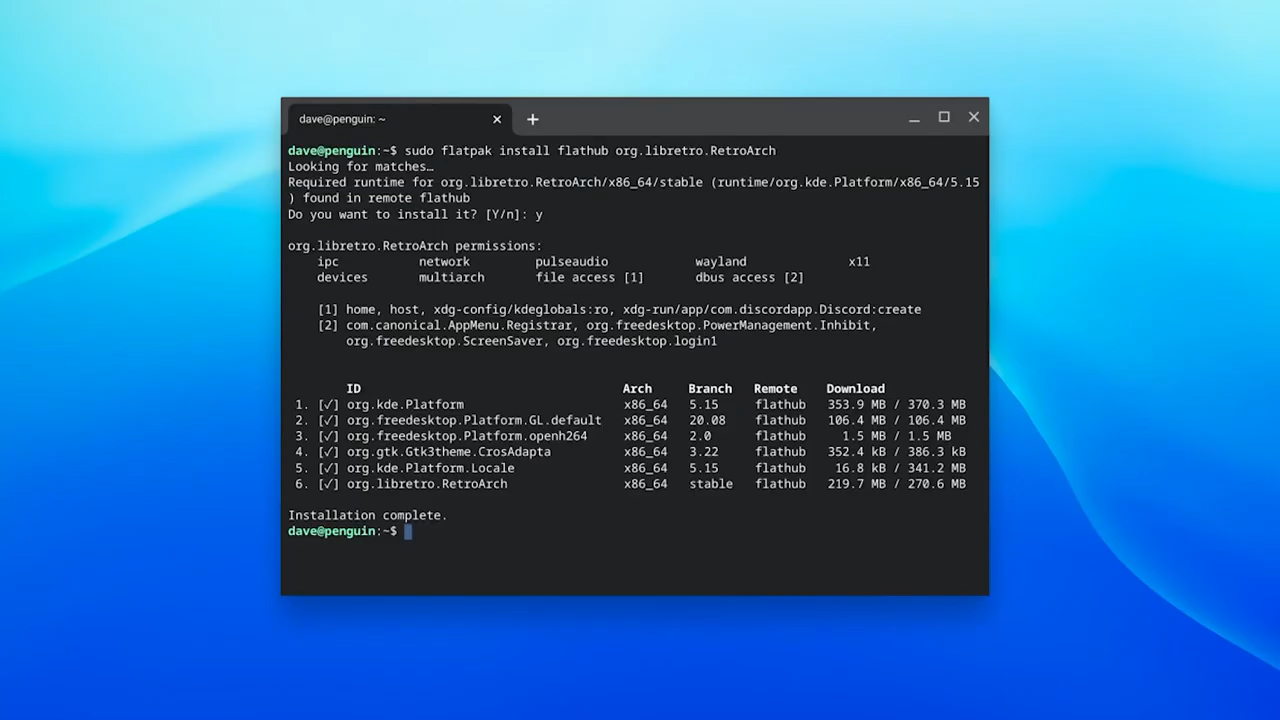 dave@penguin: ~
dave@penguin:~$ sudo flatpak install flathub org.libretro.RetroArch
Looking for matches…
Required runtime for org.libretro.RetroArch/x86_64/stable (runtime/org.kde.Platform/x86_64/5.15
) found in remote flathub
Do you want to install it? [Y/n]: y
org.libretro.RetroArch permissions:
ipc network pulseaudio wayland x11
devices multiarch file access [1] dbus access [2]
[1] home, host, xdg-config/kdeglobals:ro, xdg-run/app/com.discordapp.Discord:create
[2] com.canonical.AppMenu.Registrar, org.freedesktop.PowerManagement.Inhibit,
org.freedesktop.ScreenSaver, org.freedesktop.login1
ID Arch Branch Remote Download
1. [✓] org.kde.Platform x86_64 5.15 flathub 353.9 MB / 370.3 MB
2. [✓] org.freedesktop.Platform.GL.default x86_64 20.08 flathub 106.4 MB / 106.4 MB
3. [✓] org.freedesktop.Platform.openh264 x86_64 2.0 flathub 1.5 MB / 1.5 MB
4. [✓] org.gtk.Gtk3theme.CrosAdapta x86_64 3.22 flathub 352.4 kB / 386.3 kB
5. [✓] org.kde.Platform.Locale x86_64 5.15 flathub 16.8 kB / 341.2 MB
6. [✓] org.libretro.RetroArch x86_64 stable flathub 219.7 MB / 270.6 MB
Installation complete.
dave@penguin:~$